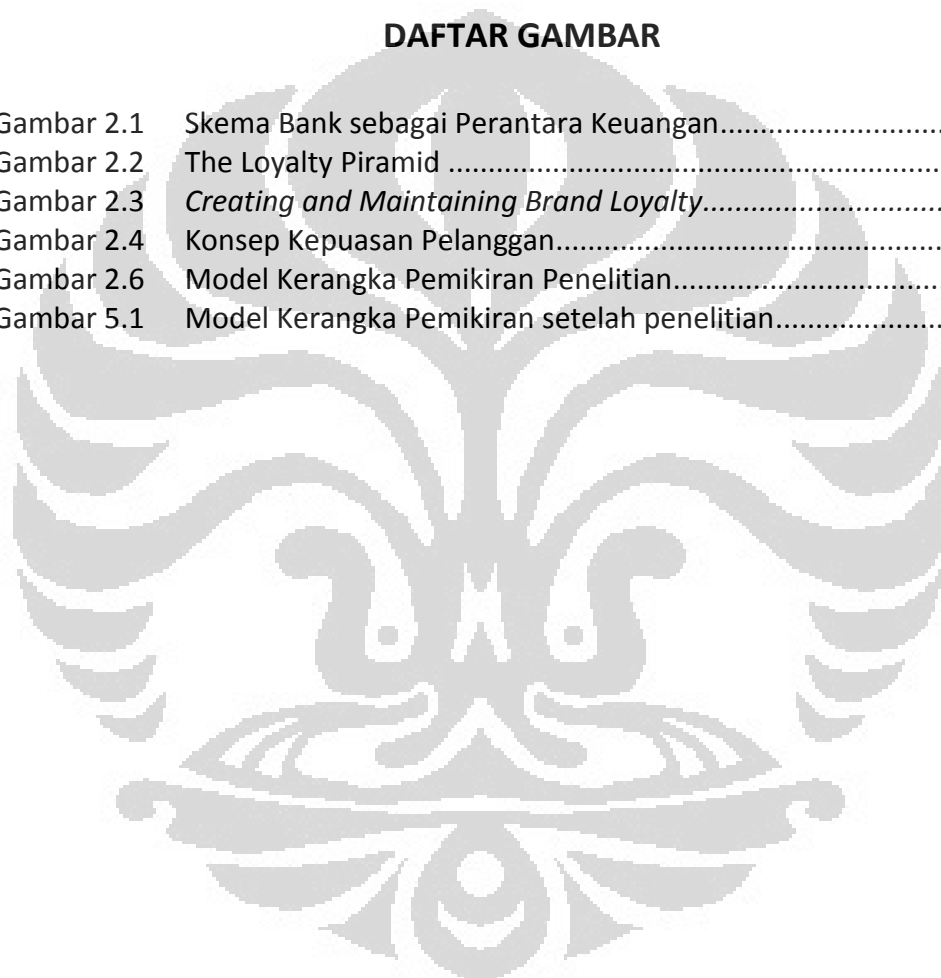 DAFTAR GAMBAR
Gambar 2.1 Skema Bank sebagai Perantara Keuangan..........................
Gambar 2.2 The Loyalty Piramid ..........................................................
Gambar 2.3 Creating and Maintaining Brand Loyalty............................
Gambar 2.4 Konsep Kepuasan Pelanggan.............................................
Gambar 2.6 Model Kerangka Pemikiran Penelitian................................
Gambar 5.1 Model Kerangka Pemikiran setelah penelitian....................